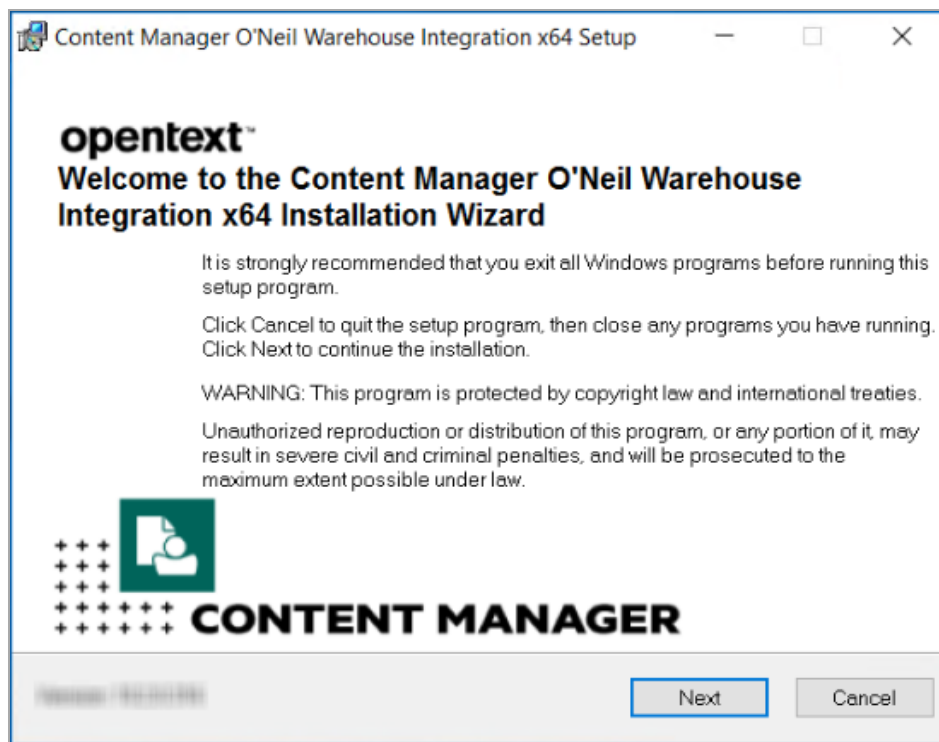 Content Manager O'Neil Warehouse Integration x64 Setup
opentext™
Welcome to the Content Manager O'Neil Warehouse
Integration x64 Installation Wizard
It is strongly recommended that you exit all Windows programs before running this
setup program.
Click Cancel to quit the setup program, then close any programs you have running.
Click Next to continue the installation.
WARNING: This program is protected by copyright law and international treaties.
Unauthorized reproduction or distribution of this program, or any portion of it, may
result in severe civil and criminal penalties, and will be prosecuted to the
maximum extent possible under law.
CONTENT MANAGER
Next
Cancel